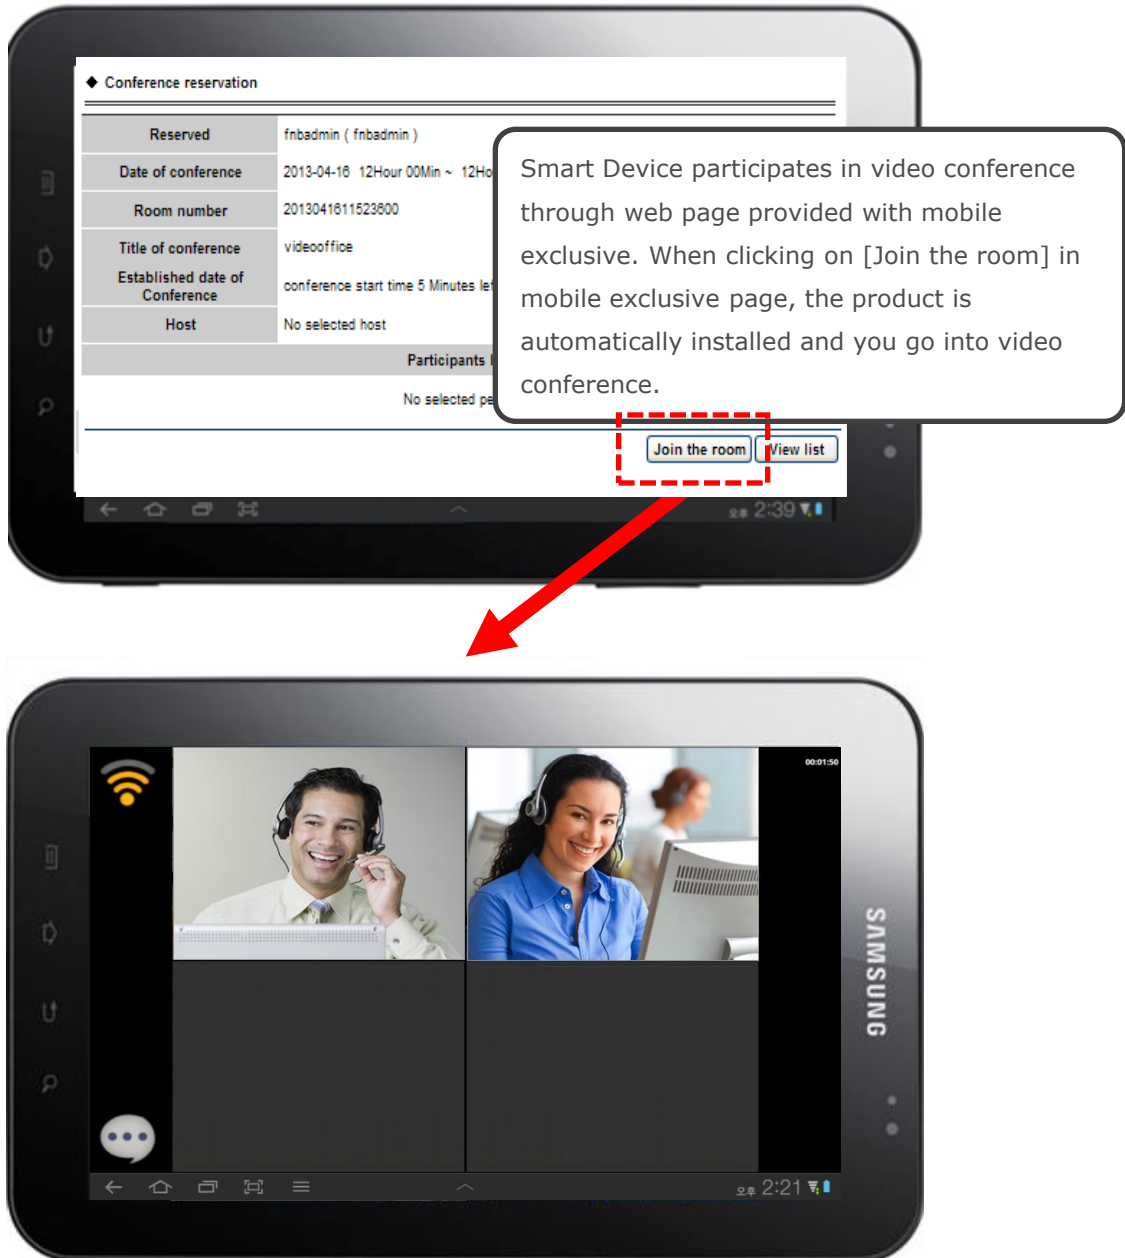 ◆ Conference reservation
Reserved fnbadmin ( fnbadmin )
Date of conference 2013-04-16 12Hour 00Min ~ 12Ho
Room number 2013041611523600
Title of conference videooffice
Established date of
Conference
conference start time 5 Minutes lef
Host No selected host
Participants
No selected pe
Smart Device participates in video conference
through web page provided with mobile
exclusive. When clicking on [Join the room] in
mobile exclusive page, the product is
automatically installed and you go into video
conference.
Join the room View list
오후 2:39
00:01:50
SAMSUNG
오후 2:21